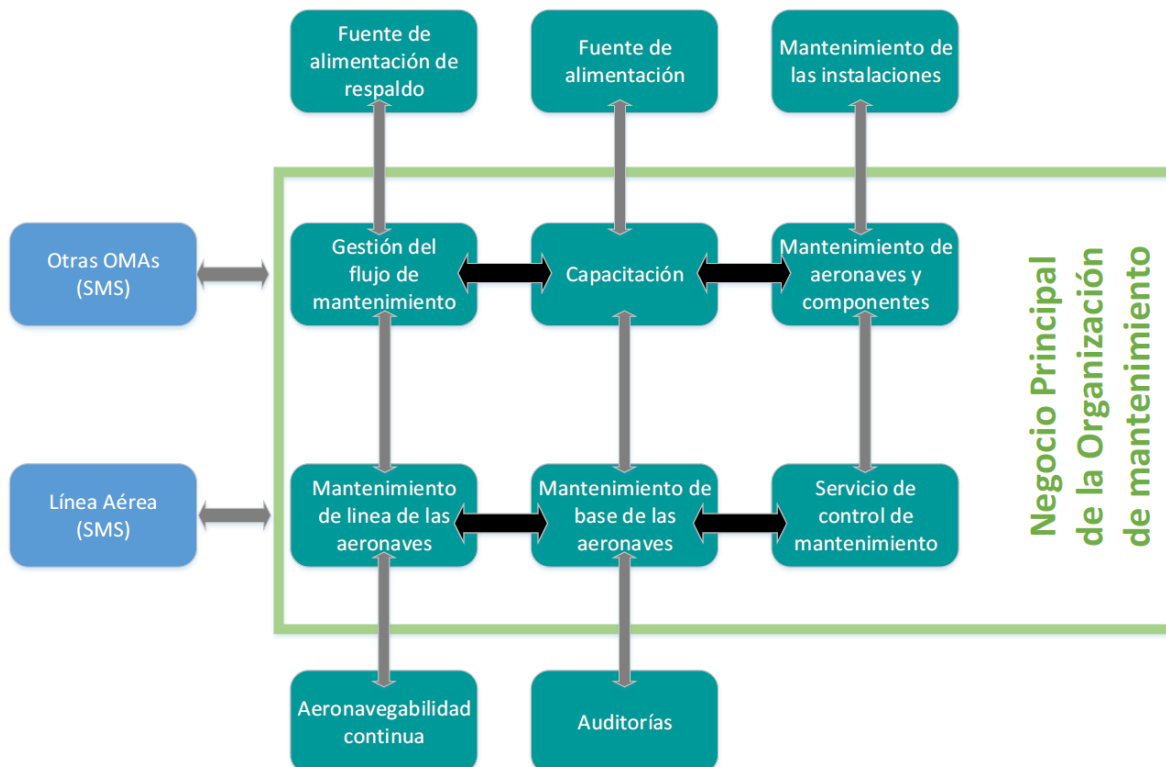 Fuente de
alimentación de
respaldo
Fuente de
alimentación
Mantenimiento de
las instalaciones
Otras OMAs
(SMS)
Gestión del
flujo de
mantenimiento
Capacitación
Mantenimiento de
aeronaves y
componentes
Línea Aérea
(SMS)
Mantenimiento
de linea de las
aeronaves
Mantenimiento de
base de las
aeronaves
Servicio de
control de
mantenimiento
Negocio Principal
de la Organización
de mantenimiento
Aeronavegabilidad
continua
Auditorías